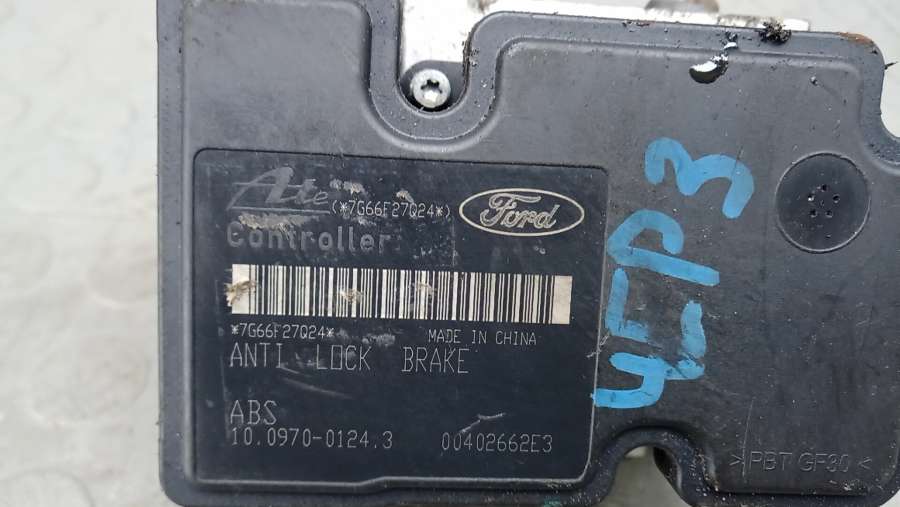 Ate (*7G66F27Q24*) Ford
Controller
*7G66F27Q24* MADE IN CHINA
ANTI LOCK BRAKE
ABS
10.0970-0124.3 00402662E3
>PBT GF30<